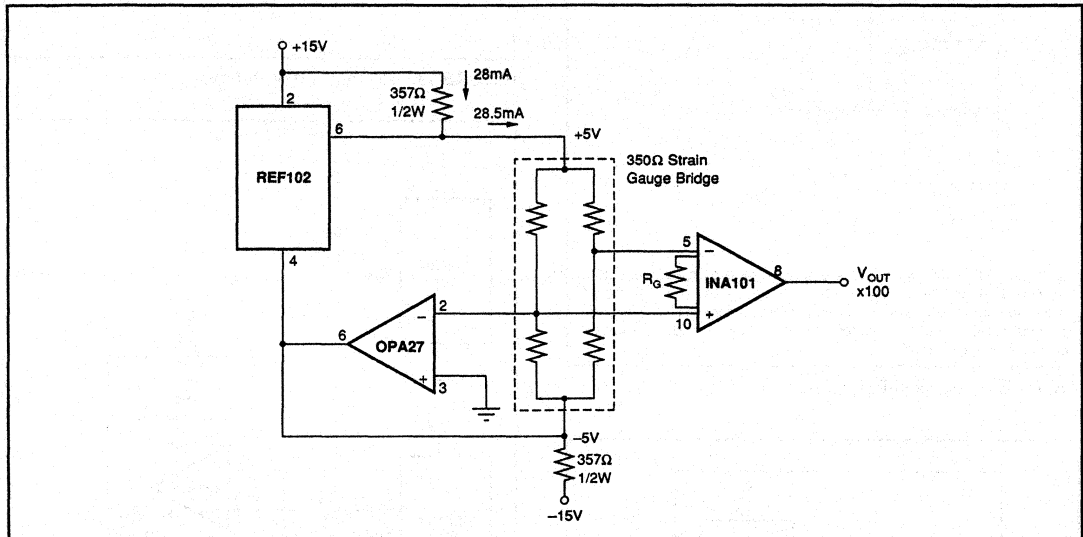 +15V
2
357Ω
1/2W
28mA
28.5mA
6
+5V
REF102
350Ω Strain
Gauge Bridge
4
5
−
R_G
INA101
8
V_OUT
x100
+
10
2
−
6
OPA27
+
3
−5V
357Ω
1/2W
−15V